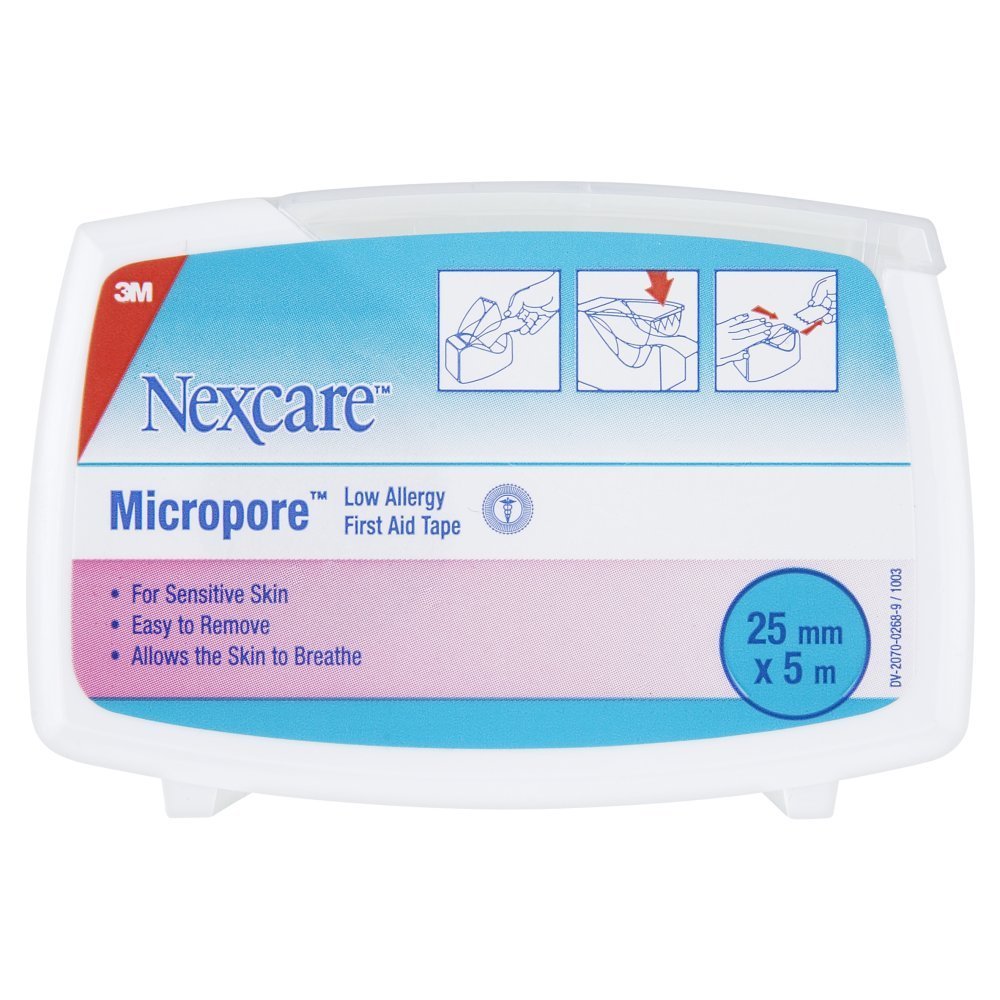 3M
Nexcare™
Micropore™
Low Allergy
First Aid Tape
• For Sensitive Skin
• Easy to Remove
• Allows the Skin to Breathe
25 mm
x 5 m
DV-2070-0268-9 / 1003